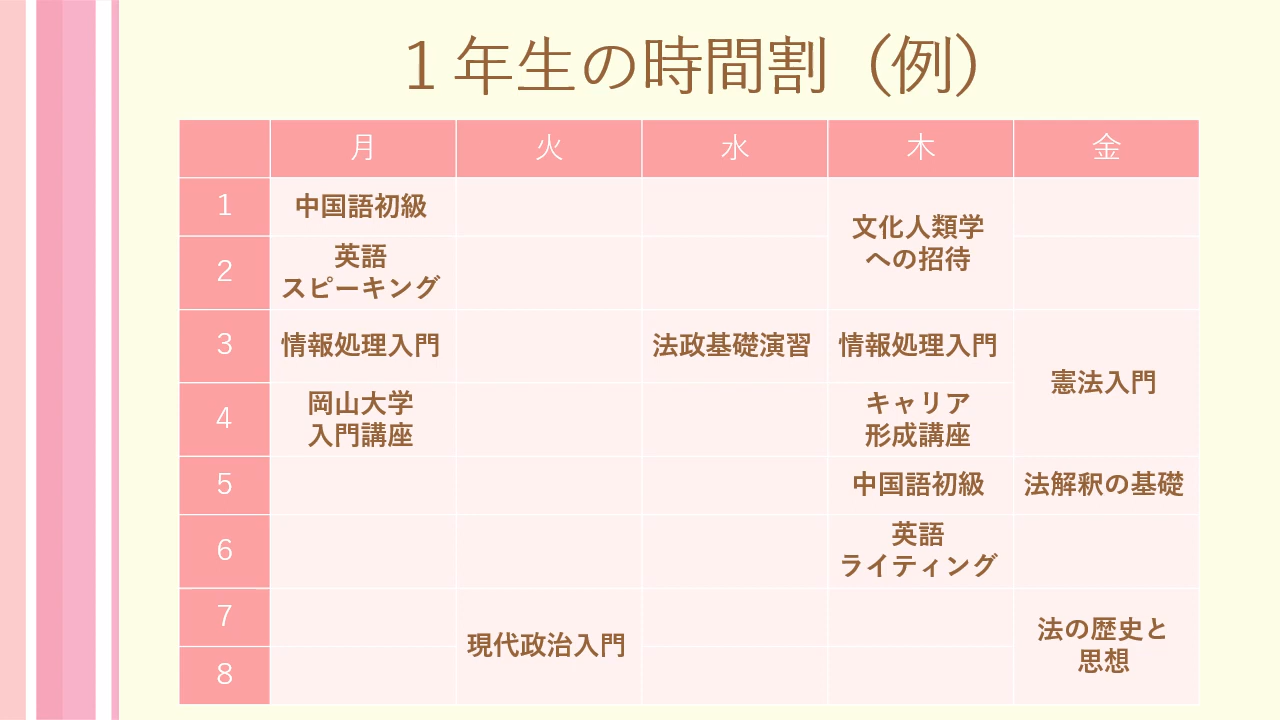 １年生の時間割（例）
月 火 水 木 金
1 中国語初級
文化人類学
への招待
2 英語
スピーキング
3 情報処理入門 法政基礎演習 情報処理入門
憲法入門
4 岡山大学
入門講座
キャリア
形成講座
5 中国語初級 法解釈の基礎
6 英語
ライティング
7
現代政治入門
法の歴史と
思想
8